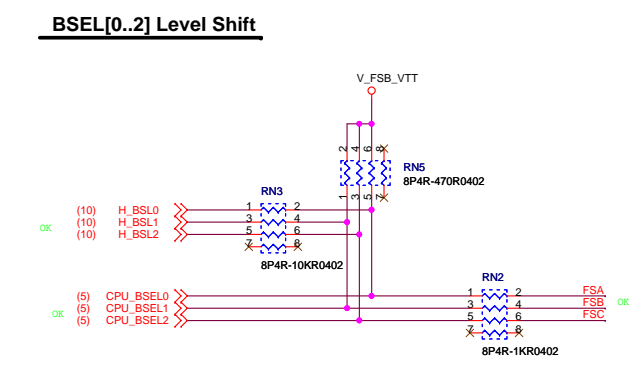 BSEL[0..2] Level Shift
V_FSB_VTT
2 4 6 8
RN5
8P4R-470R0402
1 3 5 7
RN3
(10) H_BSL0 1 2
(10) H_BSL1 3 4
OK (10) H_BSL2 5 6
7 8
8P4R-10KR0402
RN2
(5) CPU_BSEL0 1 2 FSA
(5) CPU_BSEL1 3 4 FSB OK
OK (5) CPU_BSEL2 5 6 FSC
7 8
8P4R-1KR0402